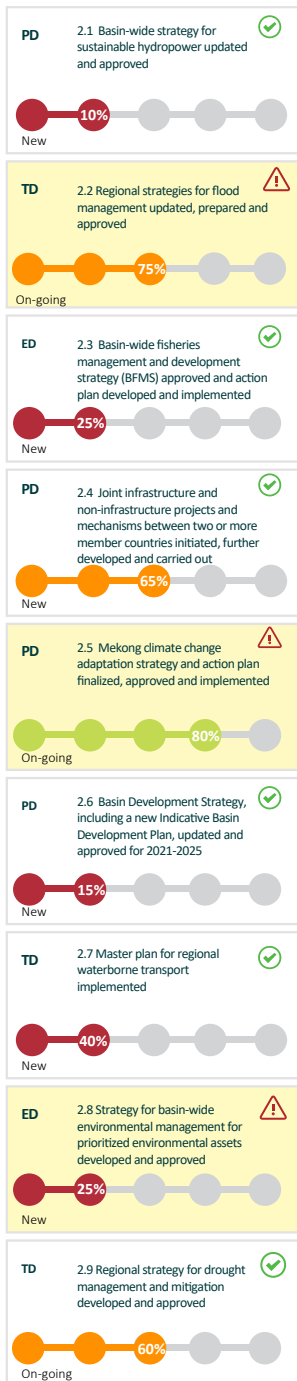 PD
2.1 Basin-wide strategy for
sustainable hydropower updated
and approved
10%
New
TD
2.2 Regional strategies for flood
management updated, prepared and
approved
75%
On-going
ED
2.3 Basin-wide fisheries
management and development
strategy (BFMS) approved and action
plan developed and implemented
25%
New
PD
2.4 Joint infrastructure and
non-infrastructure projects and
mechanisms between two or more
member countries initiated, further
developed and carried out
65%
New
PD
2.5 Mekong climate change
adaptation strategy and action plan
finalized, approved and implemented
80%
On-going
PD
2.6 Basin Development Strategy,
including a new Indicative Basin
Development Plan, updated and
approved for 2021-2025
15%
New
TD
2.7 Master plan for regional
waterborne transport
implemented
40%
New
ED
2.8 Strategy for basin-wide
environmental management for
prioritized environmental assets
developed and approved
25%
New
TD
2.9 Regional strategy for drought
management and mitigation
developed and approved
60%
On-going